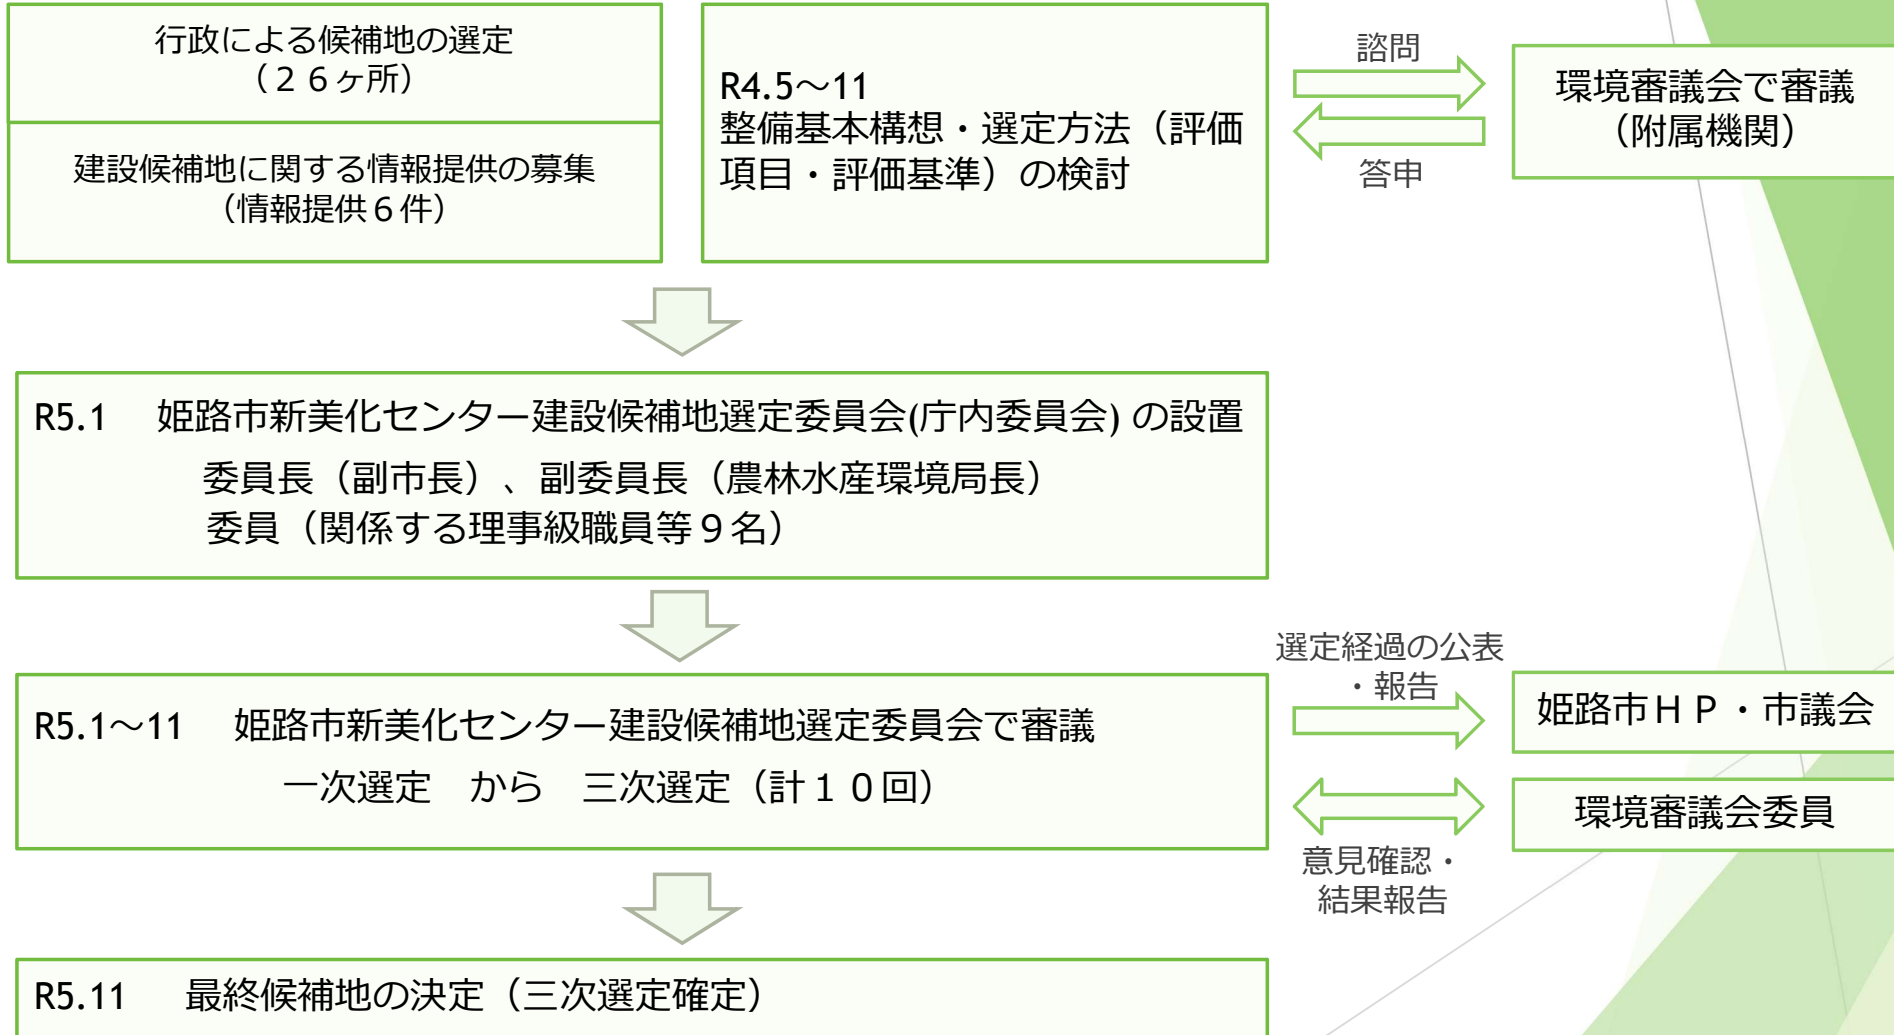 行政による候補地の選定
（２６ヶ所）
建設候補地に関する情報提供の募集
（情報提供６件）
R4.5～11
整備基本構想・選定方法（評価
項目・評価基準）の検討
諮問
答申
環境審議会で審議
（附属機関）
R5.1　姫路市新美化センター建設候補地選定委員会(庁内委員会) の設置
委員長（副市長）、副委員長（農林水産環境局長）
委員（関係する理事級職員等９名）
R5.1～11　姫路市新美化センター建設候補地選定委員会で審議
一次選定　から　三次選定（計１０回）
選定経過の公表
・報告
姫路市ＨＰ・市議会
環境審議会委員
意見確認・
結果報告
R5.11　最終候補地の決定（三次選定確定）